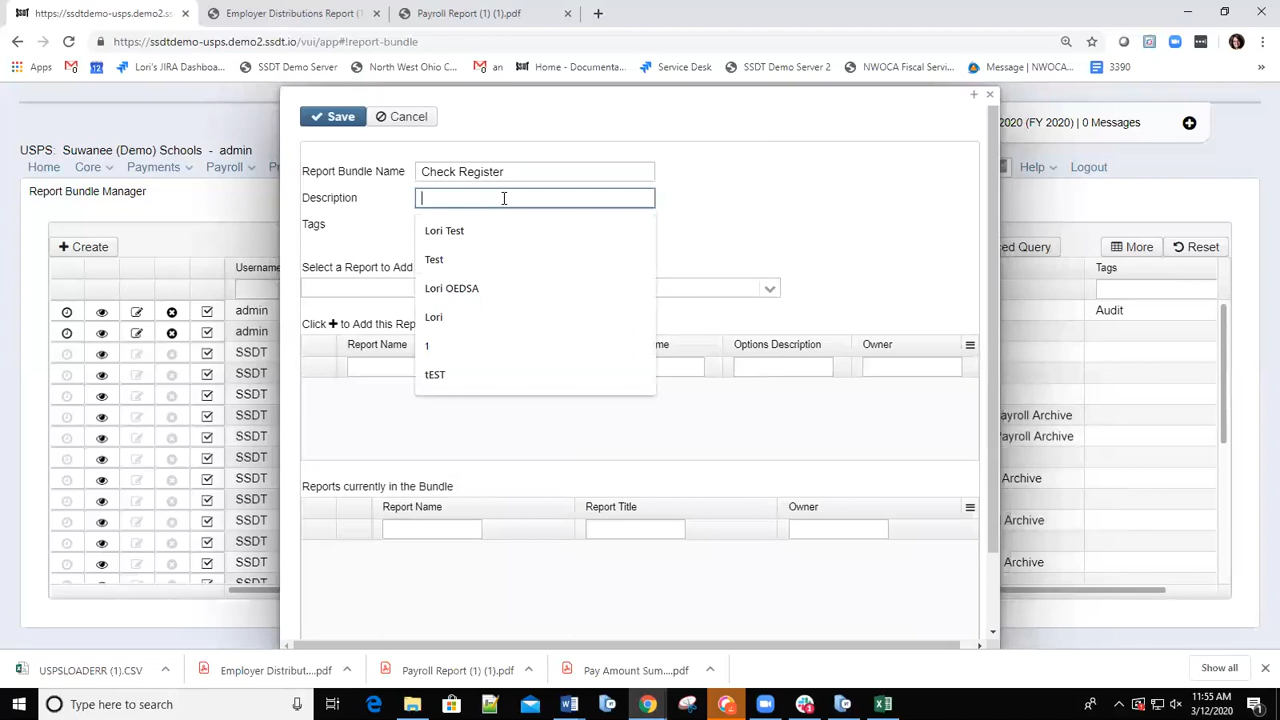 https://ssdtdemo-usps.demo2.ssdt.io/ × Employer Distributions Report ( × Payroll Report (1) (1).pdf ×
https://ssdtdemo-usps.demo2.ssdt.io/vui/app#!report-bundle
Apps Lori's JIRA Dashboa... SSDT Demo Server North West Ohio C... an Home - Documenta... Service Desk SSDT Demo Server 2 NWOCA Fiscal Servi... Message | NWOCA... 3390 »
2020 (FY 2020) | 0 Messages
USPS: Suwanee (Demo) Schools - admin
Home Core Payments Payroll Help Logout
Report Bundle Manager
Create
More Reset
Username
Tags
admin
Audit
admin
SSDT
SSDT
SSDT
SSDT
Payroll Archive
SSDT
Payroll Archive
SSDT
SSDT
Archive
SSDT
SSDT
Archive
SSDT
SSDT
Archive
SSDT
Save Cancel
Report Bundle Name Check Register
Description
Tags
Lori Test
Test
Lori OEDSA
Lori
1
tEST
Select a Report to Add
Click + to Add this Rep
Report Name
Options Description Owner
Reports currently in the Bundle
Report Name Report Title Owner
USPSLOADERR (1).CSV Employer Distribut....pdf Payroll Report (1) (1).pdf Pay Amount Sum....pdf Show all
Type here to search
11:55 AM
3/12/2020